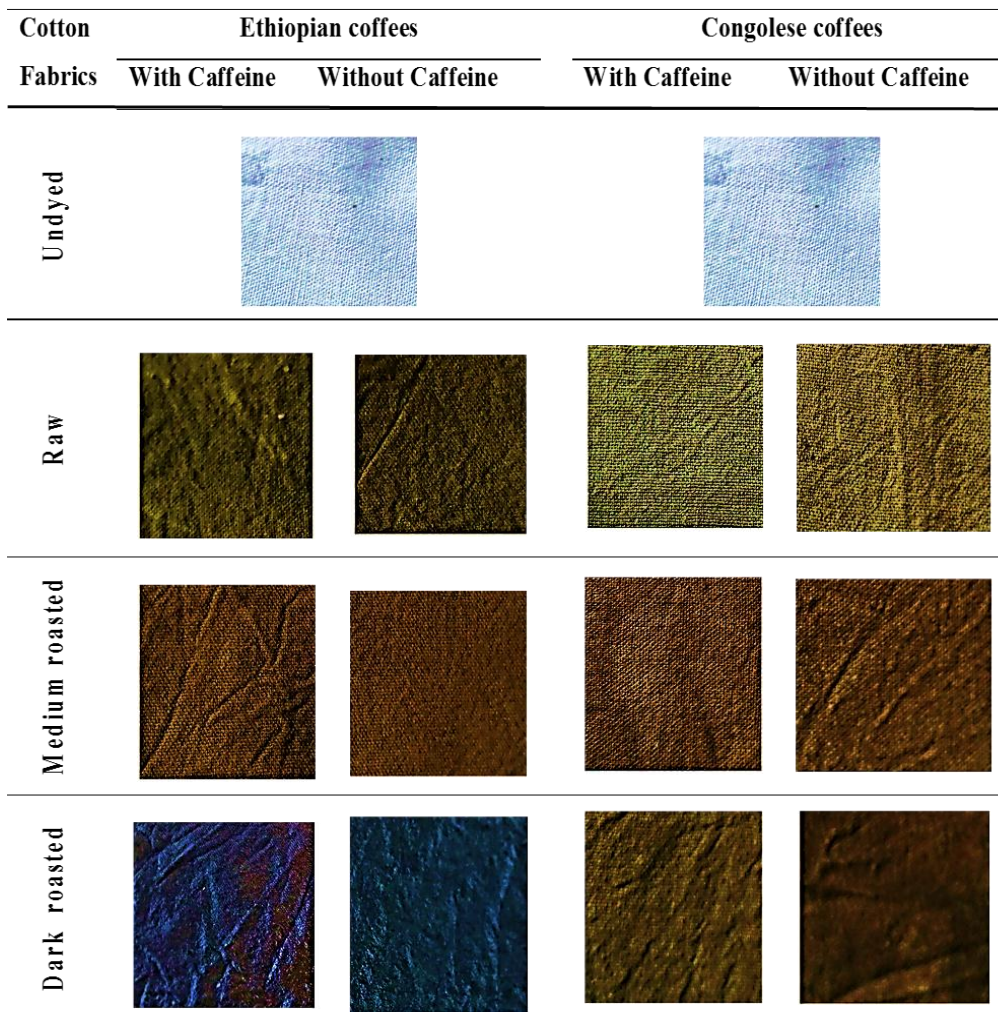 Cotton Fabrics
Ethiopian coffees
Congolese coffees
With Caffeine
Without Caffeine
With Caffeine
Without Caffeine
Undyed
Raw
Medium roasted
Dark roasted